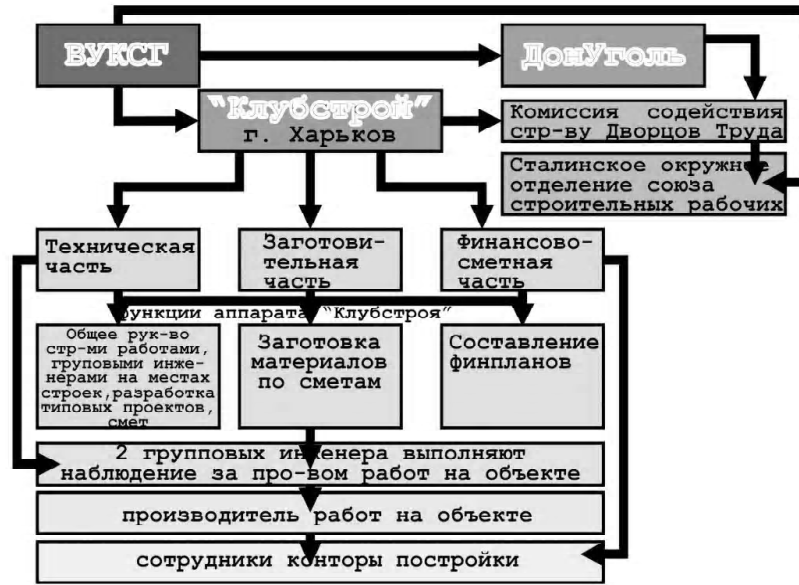 ВУКСГ
ДонУголь
"Клубстрой"
г. Харьков
Комиссия содействия
стр-ву Дворцов Труда
Сталинское окружное
отделение союза
строительных рабочих
Техническая
часть
Заготови-
тельная
часть
Финансово-
сметная
часть
функции аппарата "Клубстроя"
Общее рук-во
стр-ми работами,
груповыми инже-
нерами на местах
строек,разработка
типовых проектов,
смет
Заготовка
материалов
по сметам
Составление
финпланов
2 групповых инженера выполняют
наблюдение за про-вом работ на объекте
производитель работ на объекте
сотрудники конторы постройки